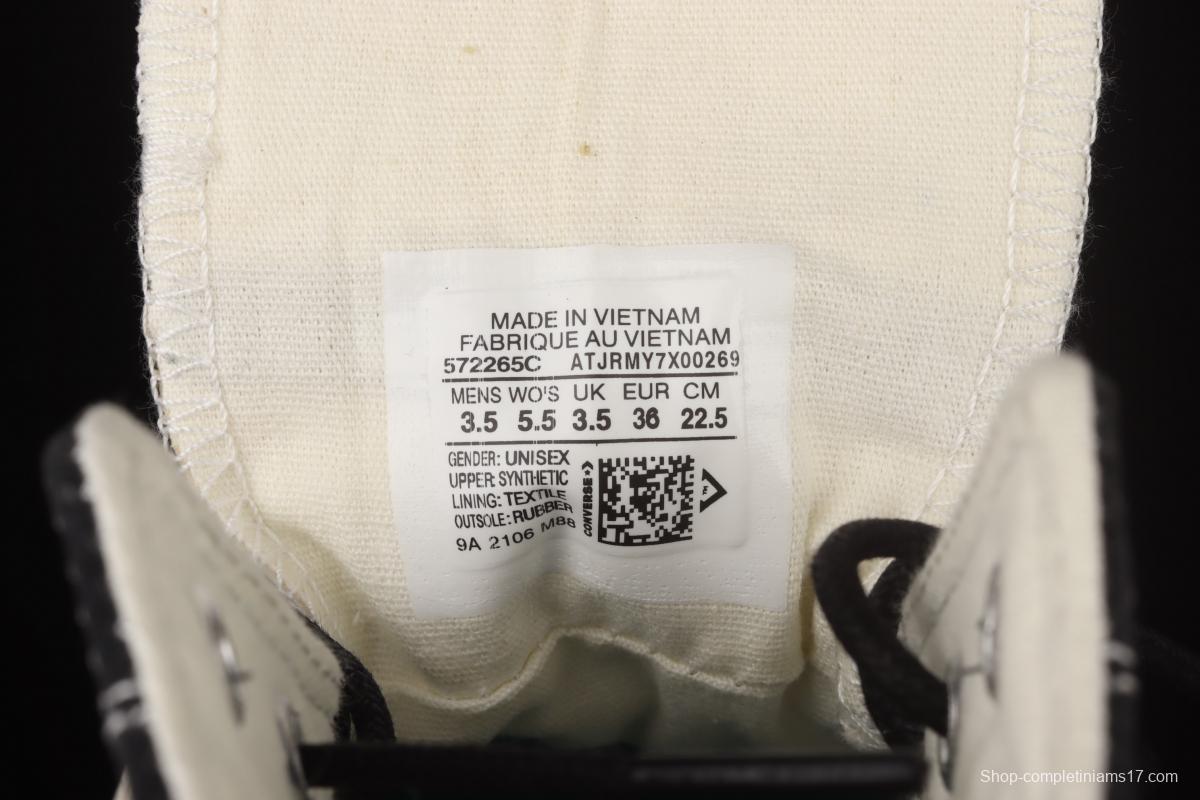 MADE IN VIETNAM
FABRIQUE AU VIETNAM
572265C ATJRMY7X00269
MENS WO'S UK EUR CM
3.5 5.5 3.5 36 22.5
GENDER: UNISEX
UPPER: SYNTHETIC
LINING: TEXTILE
OUTSOLE: RUBBER
9A 2106 M88
CONVERSE
Shop-completiniams17.com